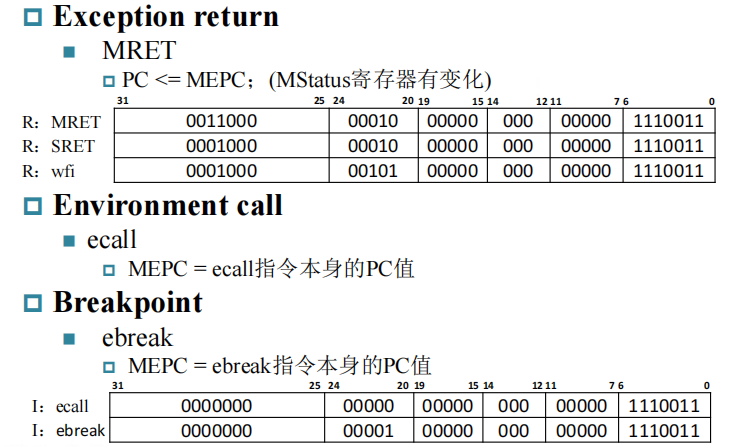 Exception return
MRET
PC <= MEPC；(MStatus寄存器有变化)
31 25 24 20 19 15 14 12 11 7 6 0
R：MRET 0011000 00010 00000 000 00000 1110011
R：SRET 0001000 00010 00000 000 00000 1110011
R：wfi 0001000 00101 00000 000 00000 1110011
Environment call
ecall
MEPC = ecall指令本身的PC值
Breakpoint
ebreak
MEPC = ebreak指令本身的PC值
31 25 24 20 19 15 14 12 11 7 6 0
I：ecall 0000000 00000 00000 000 00000 1110011
I：ebreak 0000000 00001 00000 000 00000 1110011